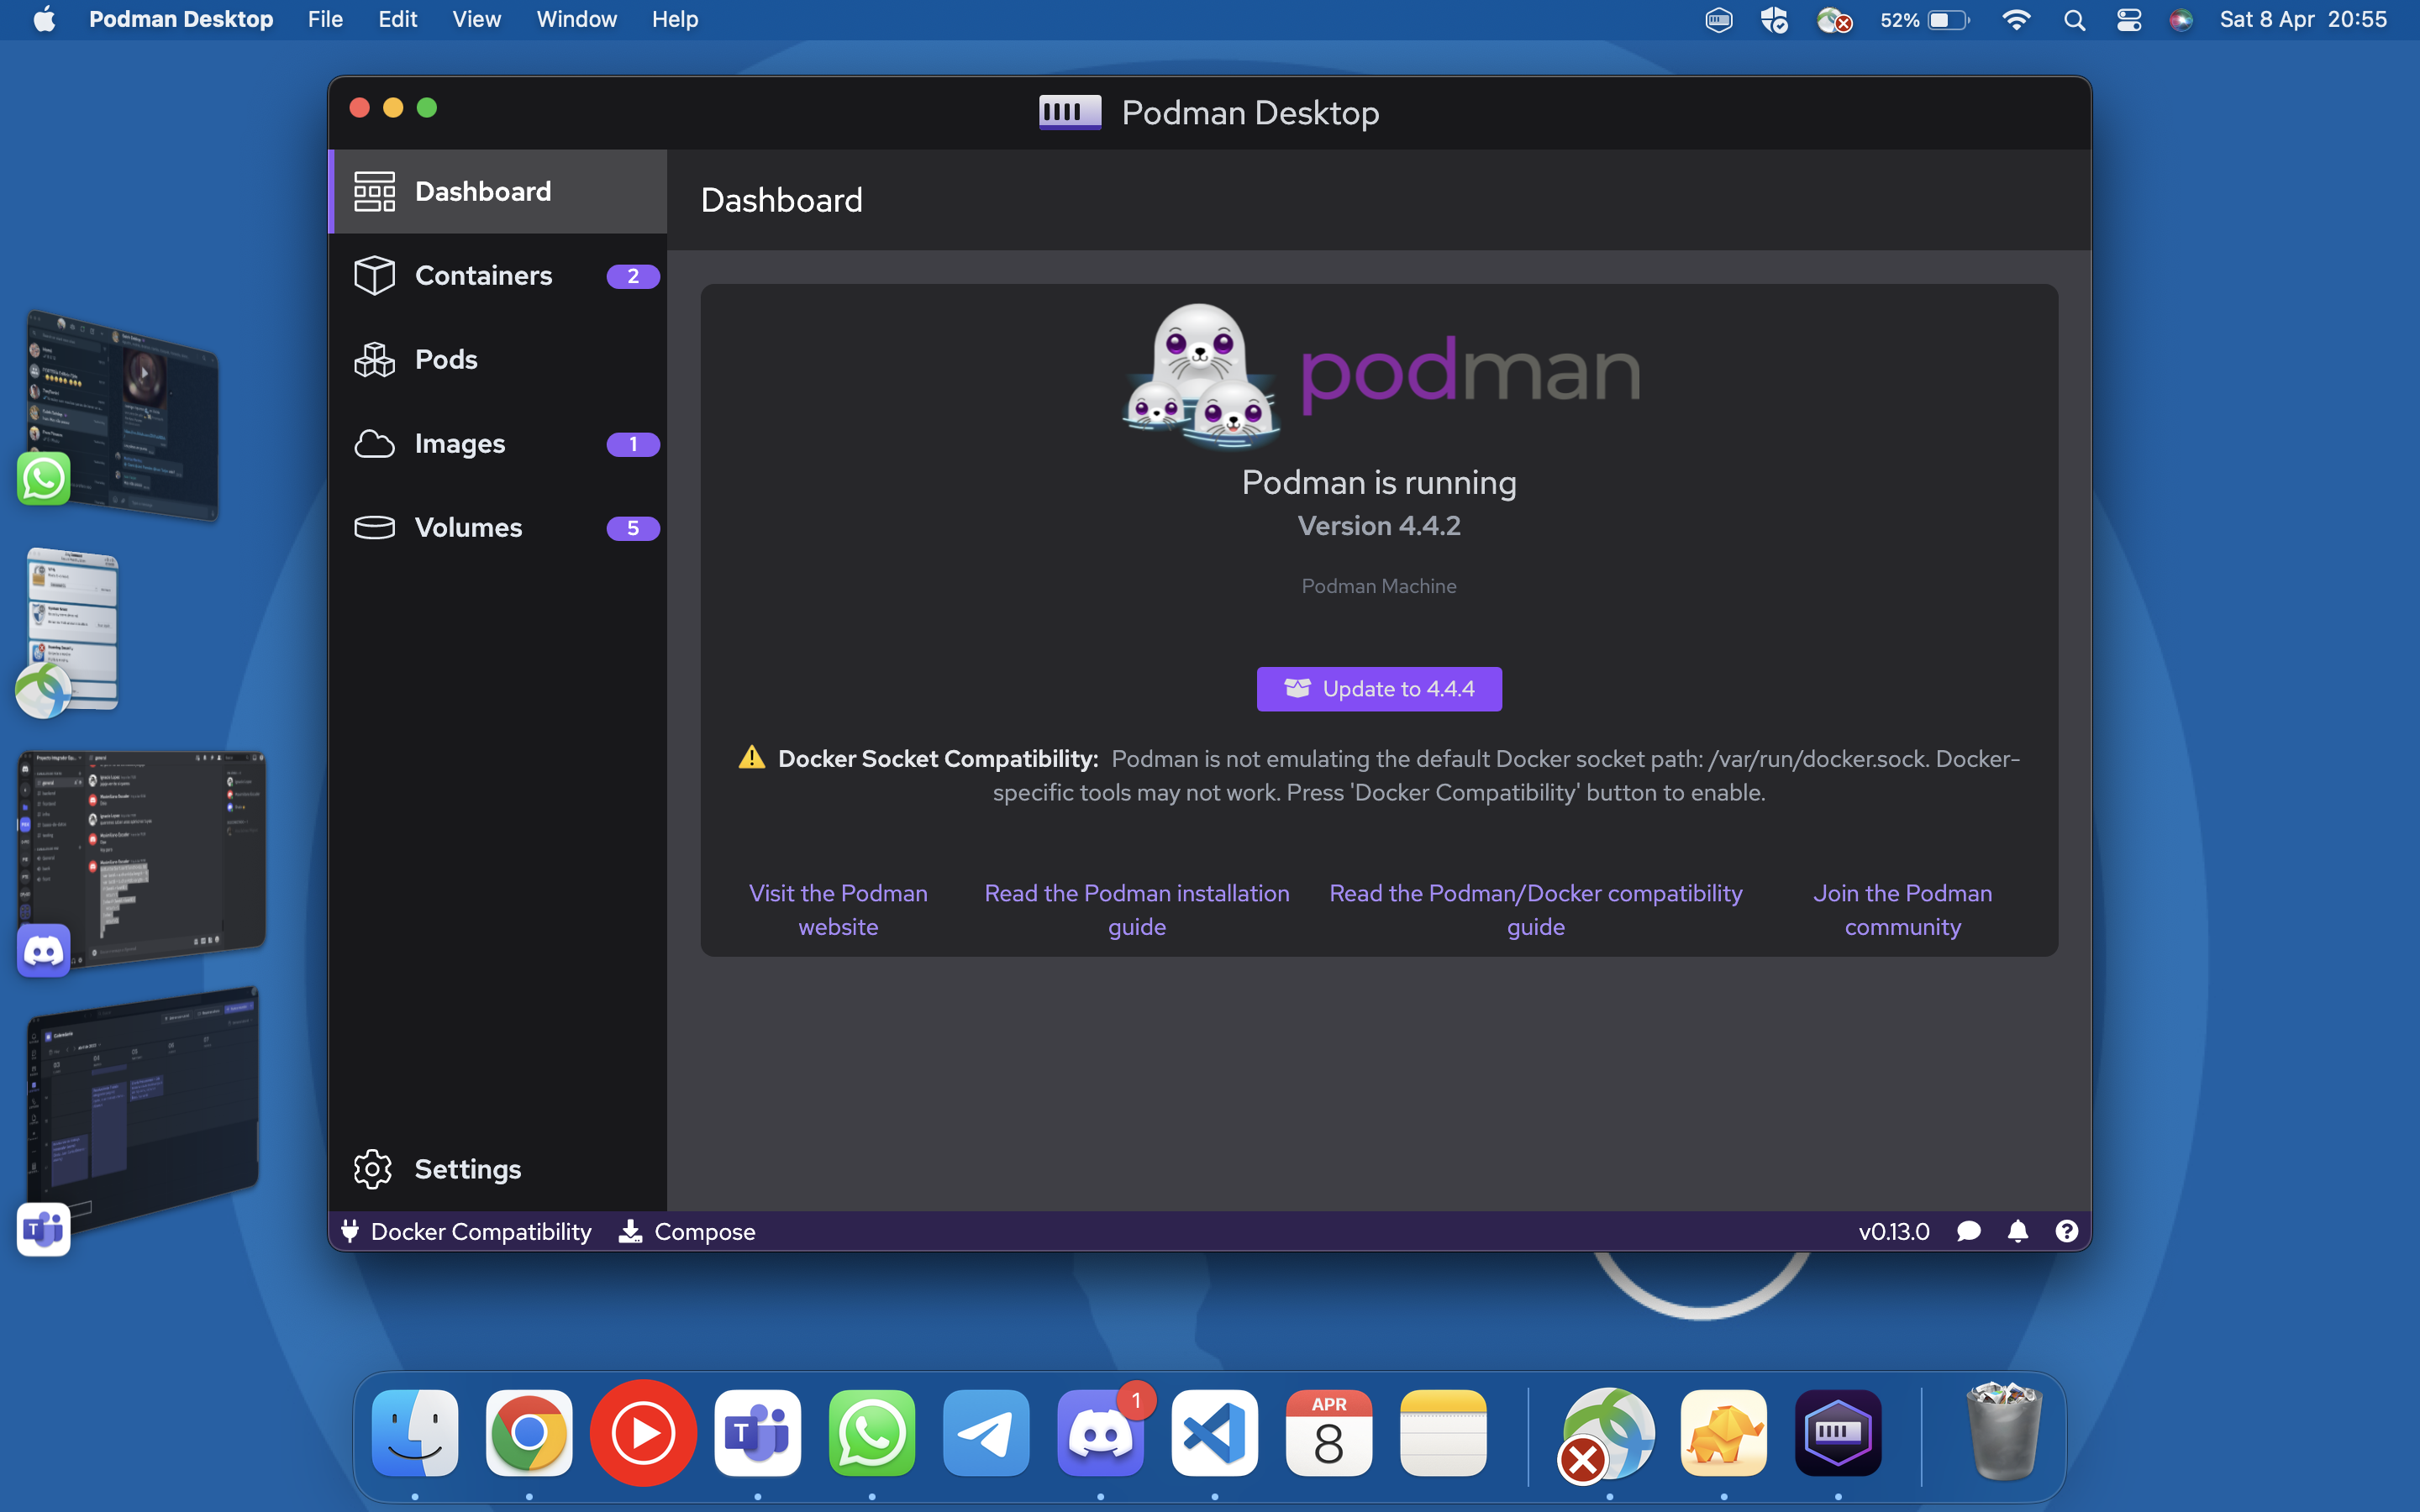 Podman Desktop File Edit View Window Help
52% Sat 8 Apr 20:55
Podman Desktop
Dashboard
Containers 2
Pods
Images 1
Volumes 5
Settings
Dashboard
podman
Podman is running
Version 4.4.2
Podman Machine
Update to 4.4.4
Docker Socket Compatibility: Podman is not emulating the default Docker socket path: /var/run/docker.sock. Docker-
specific tools may not work. Press 'Docker Compatibility' button to enable.
Visit the Podman
website
Read the Podman installation
guide
Read the Podman/Docker compatibility
guide
Join the Podman
community
Docker Compatibility Compose
v0.13.0
T
T
1
APR
8